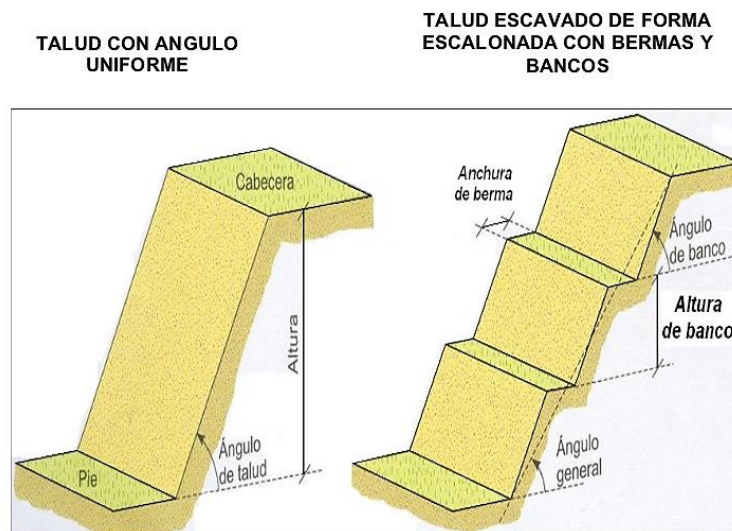 TALUD CON ANGULO
UNIFORME
TALUD ESCAVADO DE FORMA
ESCALONADA CON BERMAS Y
BANCOS
Cabecera
Altura
Ángulo
de talud
Pie
Anchura
de berma
Ángulo
de banco
Altura
de banco
Ángulo
general